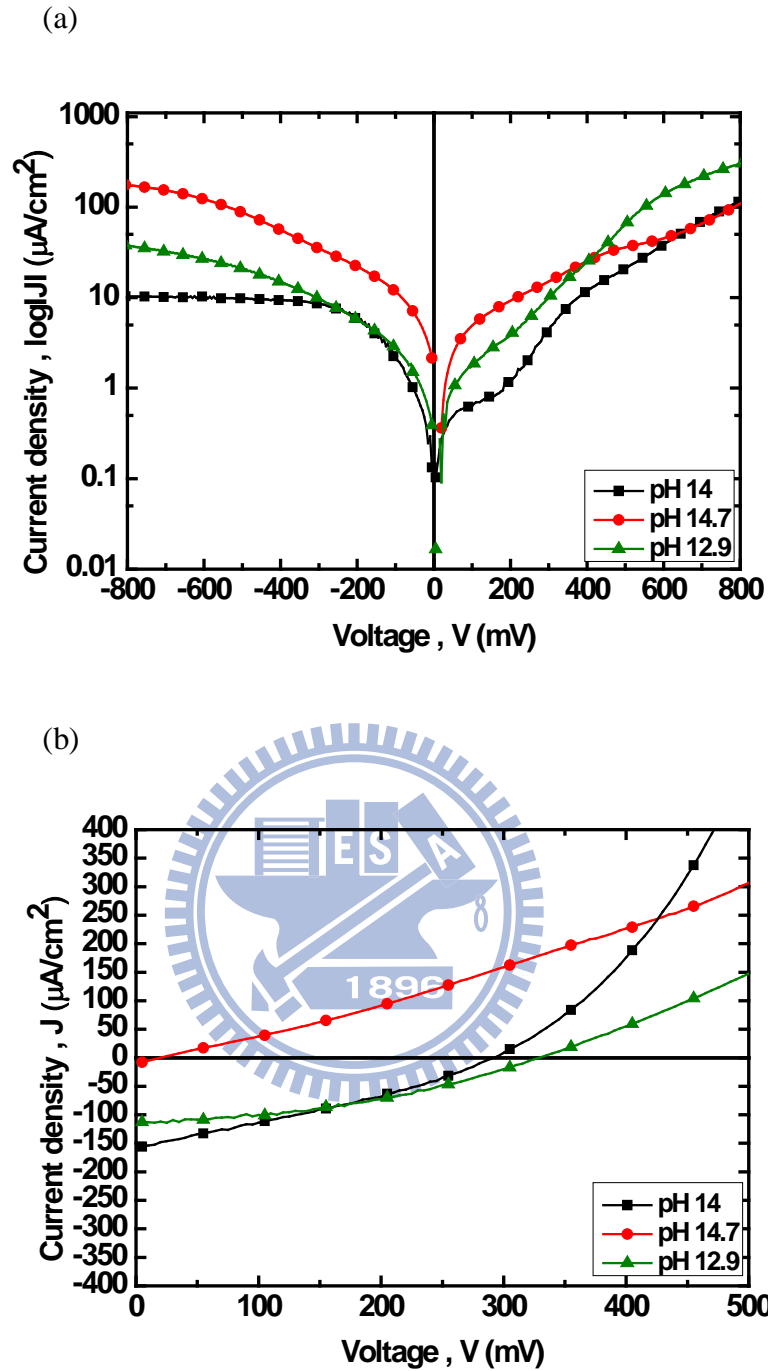 (a)
1000
100
10
1
0.1
0.01
Current density , log|J| (μA/cm²)
pH 14
pH 14.7
pH 12.9
-800 -600 -400 -200 0 200 400 600 800
Voltage , V (mV)
(b)
400
350
300
250
200
150
100
50
0
-50
-100
-150
-200
-250
-300
-350
-400
Current density , J (μA/cm²)
E S A
1896
pH 14
pH 14.7
pH 12.9
0 100 200 300 400 500
Voltage , V (mV)